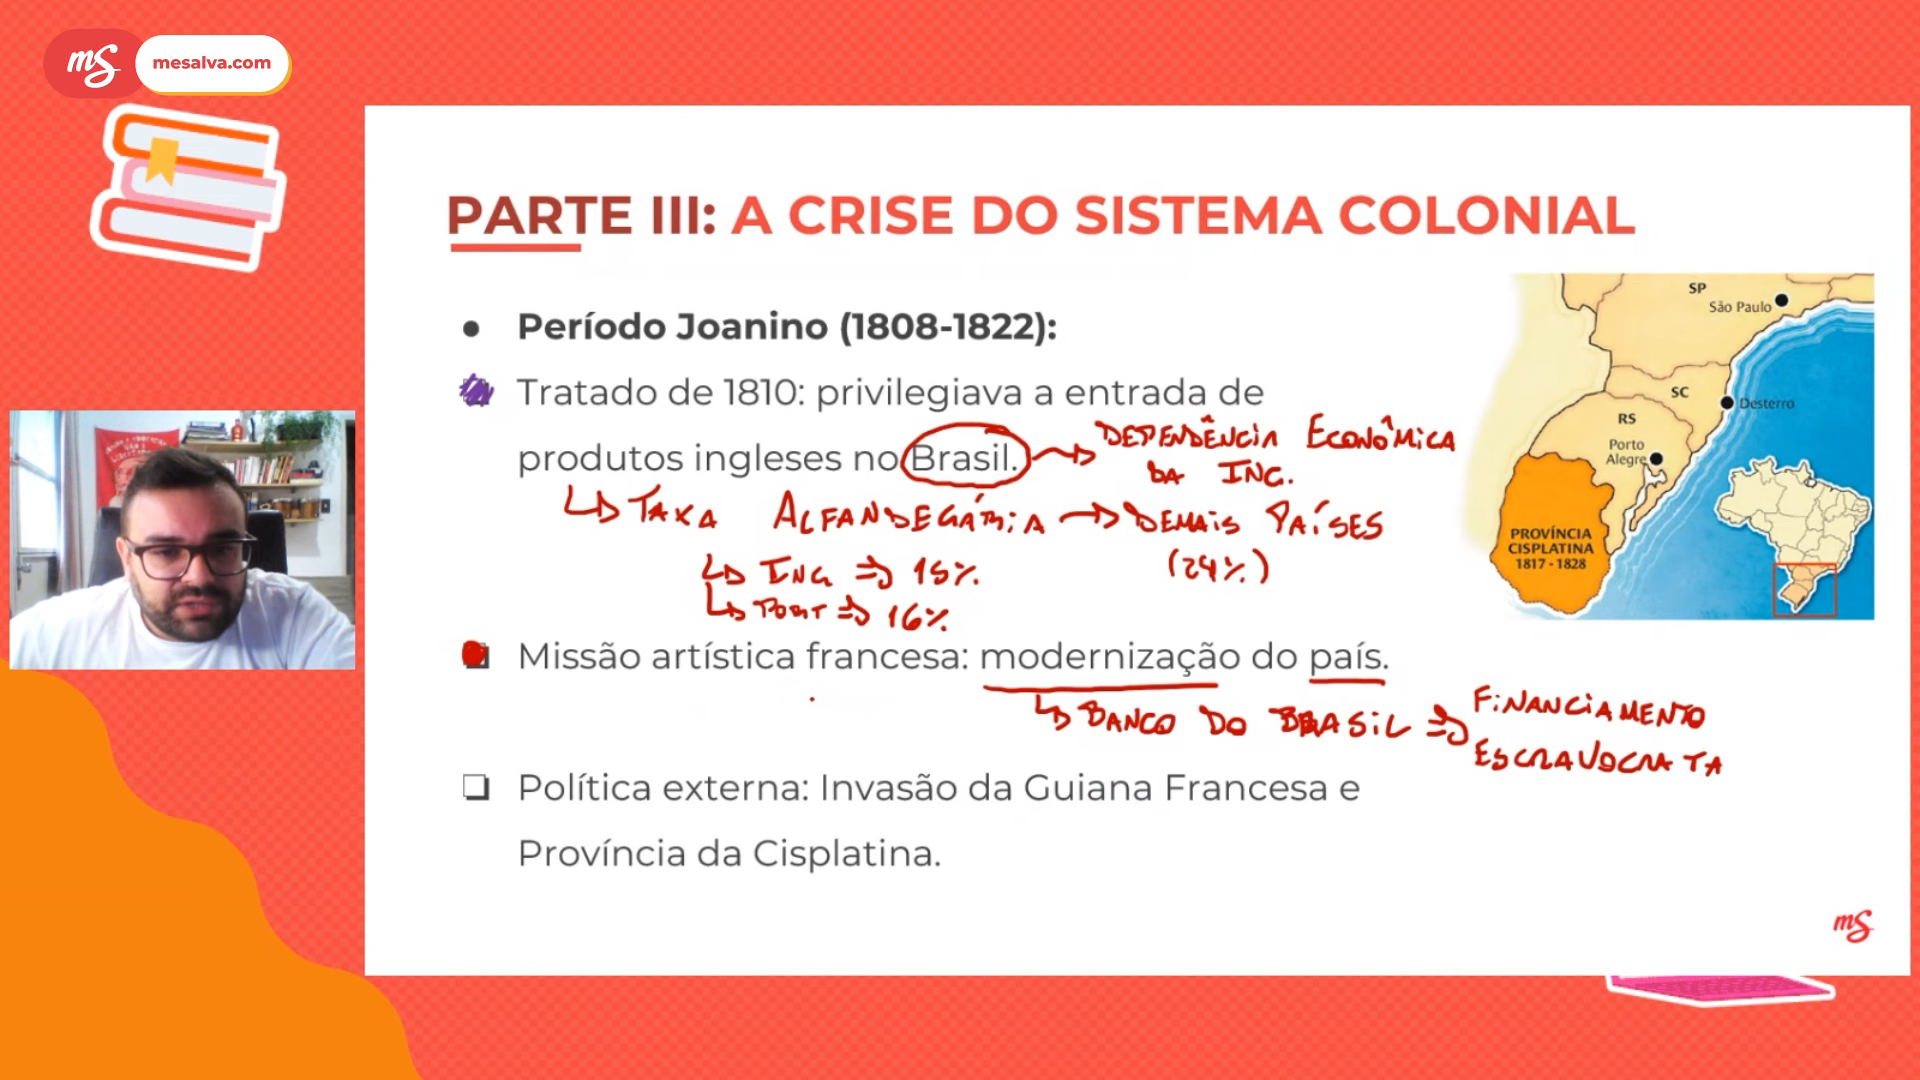 mS mesalva.com
PARTE III: A CRISE DO SISTEMA COLONIAL
● Período Joanino (1808-1822):
Tratado de 1810: privilegiava a entrada de
produtos ingleses no Brasil. → DEPENDÊNCIA ECONÔMICA
DA ING.
↳ TAXA ALFANDEGÁRIA → DEMAIS PAÍSES
(24%)
↳ ING ⇒ 15%
↳ PORT ⇒ 16%
Missão artística francesa: modernização do país.
↳ BANCO DO BRASIL ⇒ FINANCIAMENTO
ESCRAVOCRATA
❏ Política externa: Invasão da Guiana Francesa e
Província da Cisplatina.
SP
São Paulo
SC
Desterro
RS
Porto
Alegre
PROVÍNCIA
CISPLATINA
1817 - 1828
mS